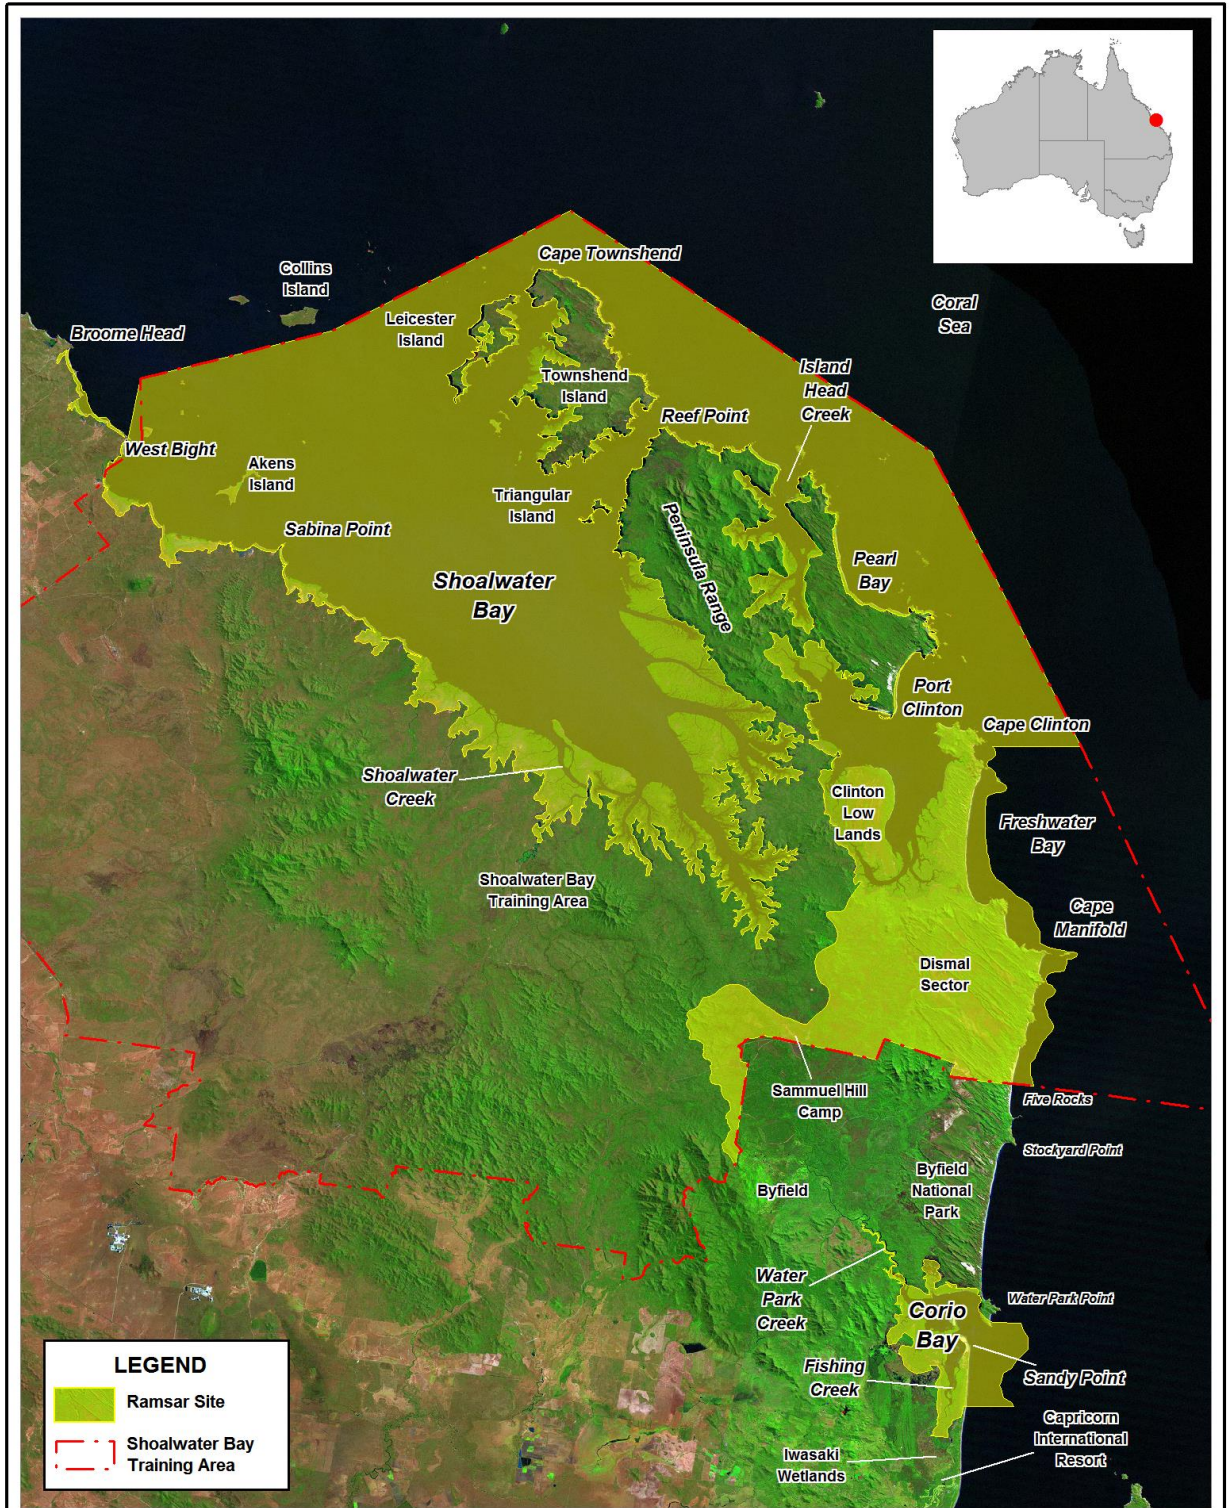 Cape Townshend
Collins
Island
Coral
Sea
Leicester
Island
Broome Head
Island
Head
Creek
Townshend
Island
Reef Point
West Bight
Akens
Island
Triangular
Island
Sabina Point
Peninsula Range
Pearl
Bay
Shoalwater
Bay
Port
Clinton
Cape Clinton
Shoalwater
Creek
Clinton
Low
Lands
Freshwater
Bay
Shoalwater Bay
Training Area
Cape
Manifold
Dismal
Sector
Sammuel Hill
Camp
Five Rocks
Stockyard Point
Byfield
Byfield
National
Park
Water
Park
Creek
Water Park Point
Corio
Bay
Fishing
Creek
Sandy Point
Capricorn
International
Resort
Iwasaki
Wetlands
LEGEND
Ramsar Site
Shoalwater Bay
Training Area